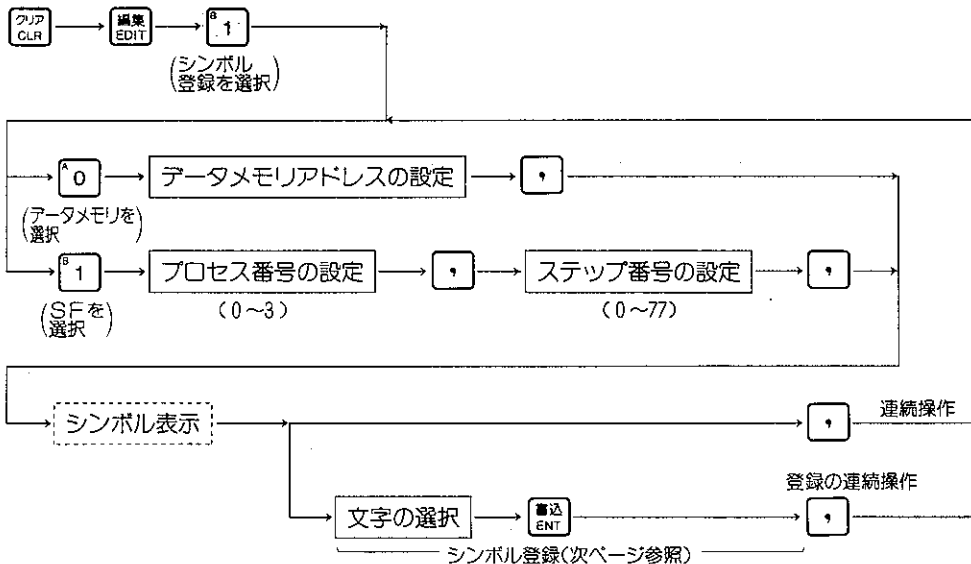 クリア CLR
編集 EDIT
B 1
(シンボル
登録を選択)
A 0
データメモリアドレスの設定
,
(データメモリを
選択)
B 1
プロセス番号の設定
,
ステップ番号の設定
,
(SFを
選択)
(0~3)
(0~77)
シンボル表示
,
連続操作
登録の連続操作
文字の選択
書込 ENT
,
シンボル登録(次ページ参照)